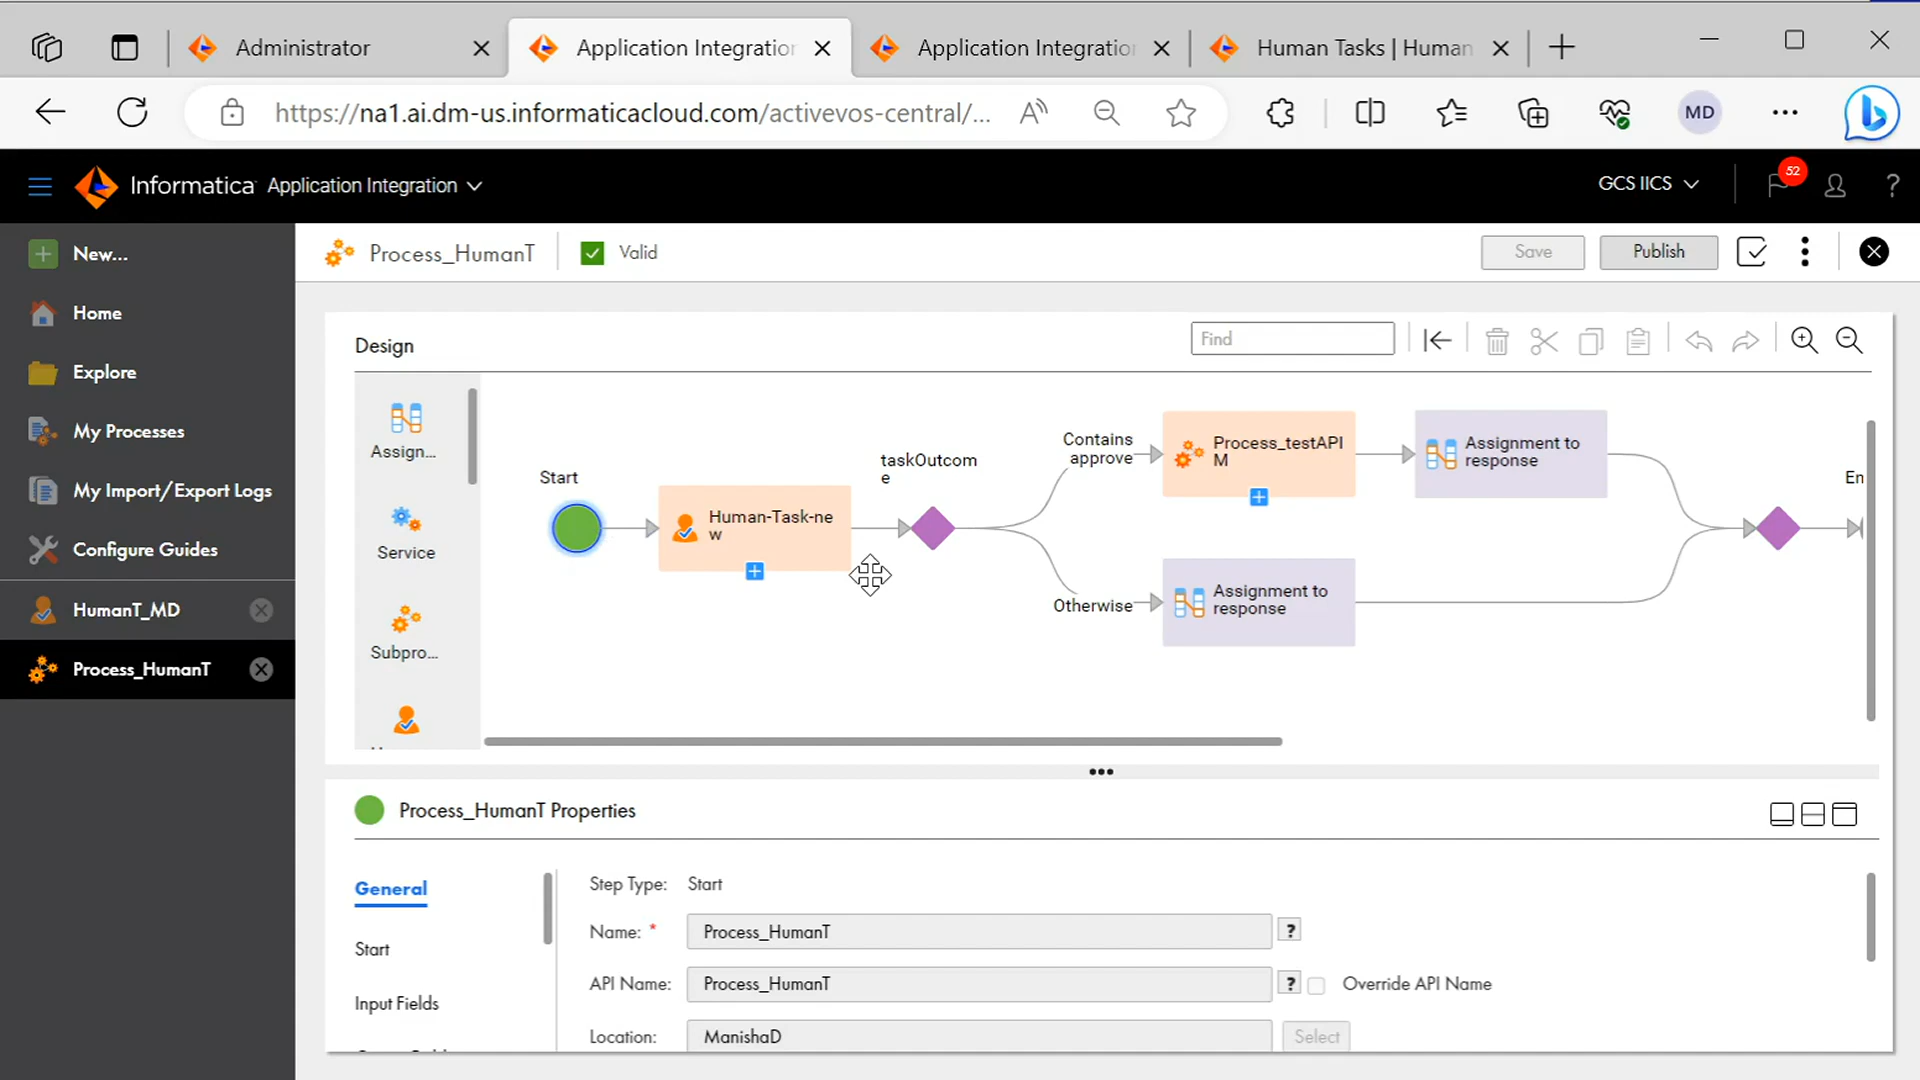 Administrator
Application Integration
Application Integration
Human Tasks | Human
https://na1.ai.dm-us.informaticacloud.com/activevos-central/...
MD
Informatica
Application Integration
GCS IICS
52
?
New...
Home
Explore
My Processes
My Import/Export Logs
Configure Guides
HumanT_MD
Process_HumanT
Process_HumanT
Valid
Save
Publish
Design
Find
Assign...
Service
Subpro...
Start
Human-Task-ne
w
taskOutcom
e
Contains
approve
Otherwise
Process_testAPI
M
Assignment to
response
Assignment to
response
En
Process_HumanT Properties
General
Start
Input Fields
Step Type: Start
Name: * Process_HumanT ?
API Name: Process_HumanT ? Override API Name
Location: ManishaD Select